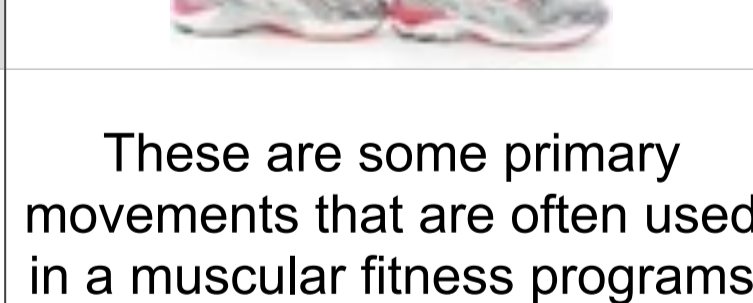 These are some primary
movements that are often used
in a muscular fitness programs